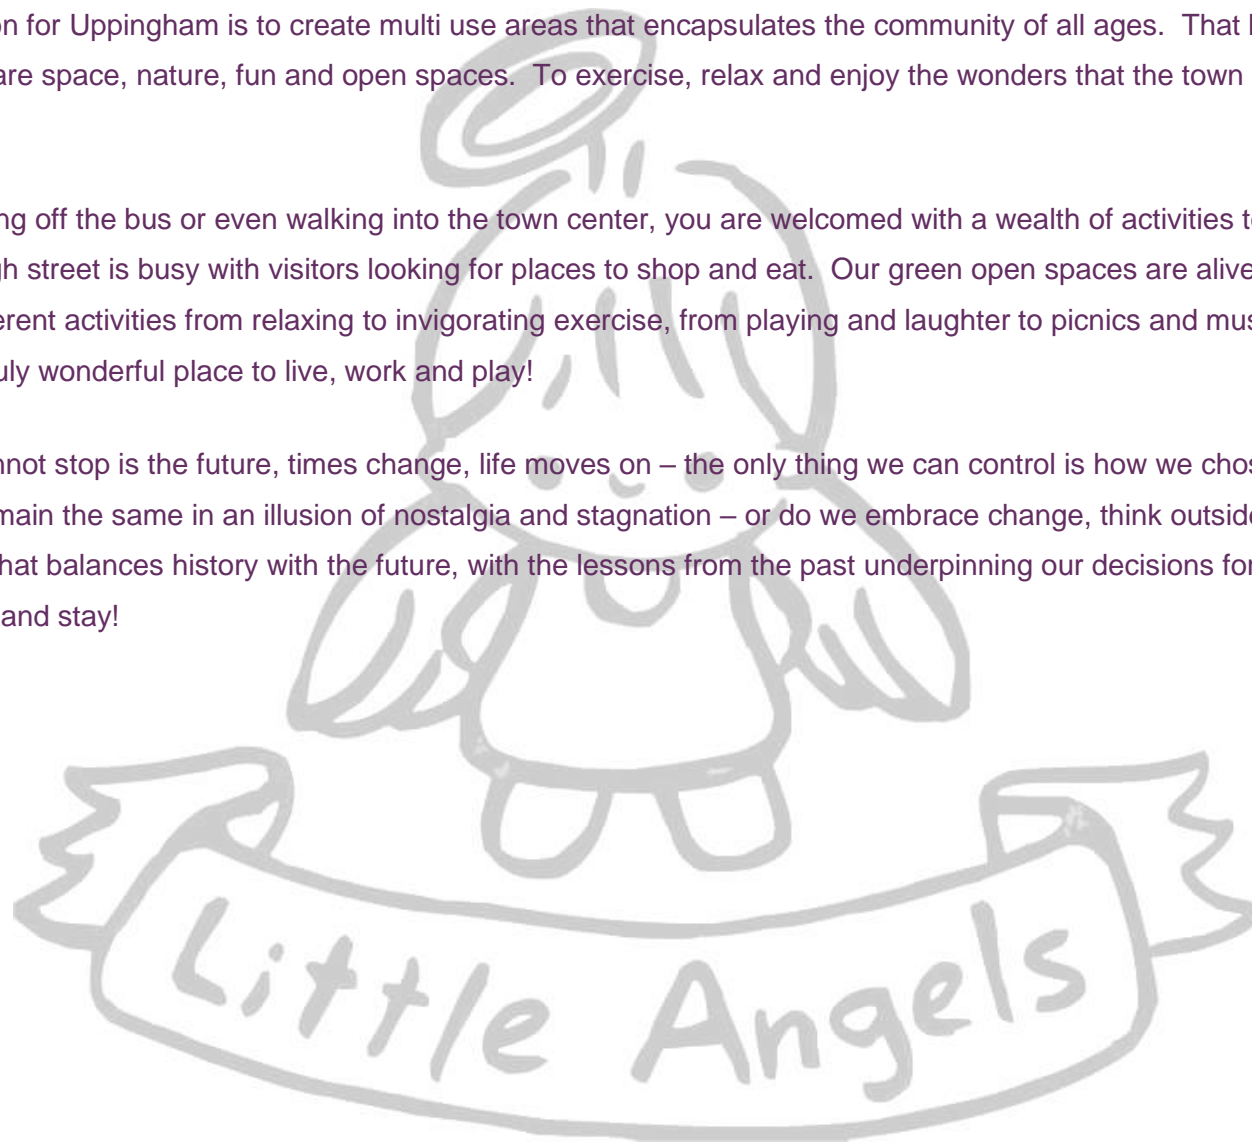 on for Uppingham is to create multi use areas that encapsulates the community of all ages. That
are space, nature, fun and open spaces. To exercise, relax and enjoy the wonders that the town
ng off the bus or even walking into the town center, you are welcomed with a wealth of activities
gh street is busy with visitors looking for places to shop and eat. Our green open spaces are alive
erent activities from relaxing to invigorating exercise, from playing and laughter to picnics and mus
uly wonderful place to live, work and play!
nnot stop is the future, times change, life moves on – the only thing we can control is how we chos
main the same in an illusion of nostalgia and stagnation – or do we embrace change, think outside
hat balances history with the future, with the lessons from the past underpinning our decisions for
and stay!
Little Angels